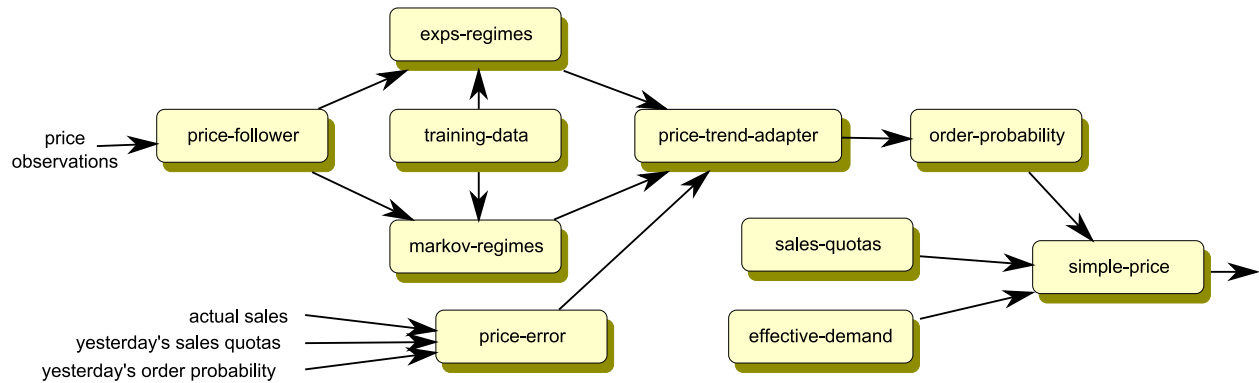 exps-regimes
price
observations
price-follower
training-data
price-trend-adapter
order-probability
markov-regimes
sales-quotas
simple-price
actual sales
yesterday's sales quotas
yesterday's order probability
price-error
effective-demand